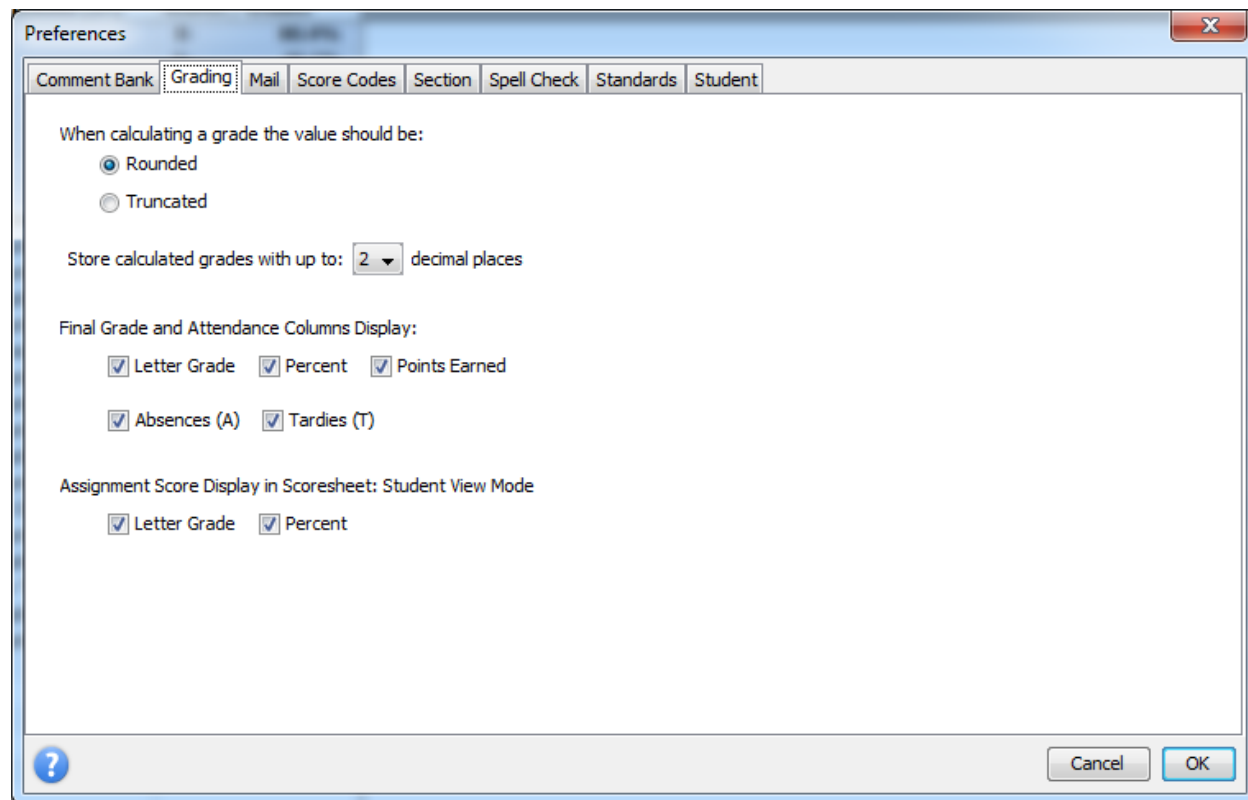 Preferences
Comment Bank Grading Mail Score Codes Section Spell Check Standards Student
When calculating a grade the value should be:
Rounded
Truncated
Store calculated grades with up to: 2 decimal places
Final Grade and Attendance Columns Display:
Letter Grade Percent Points Earned
Absences (A) Tardies (T)
Assignment Score Display in Scoresheet: Student View Mode
Letter Grade Percent
? Cancel OK